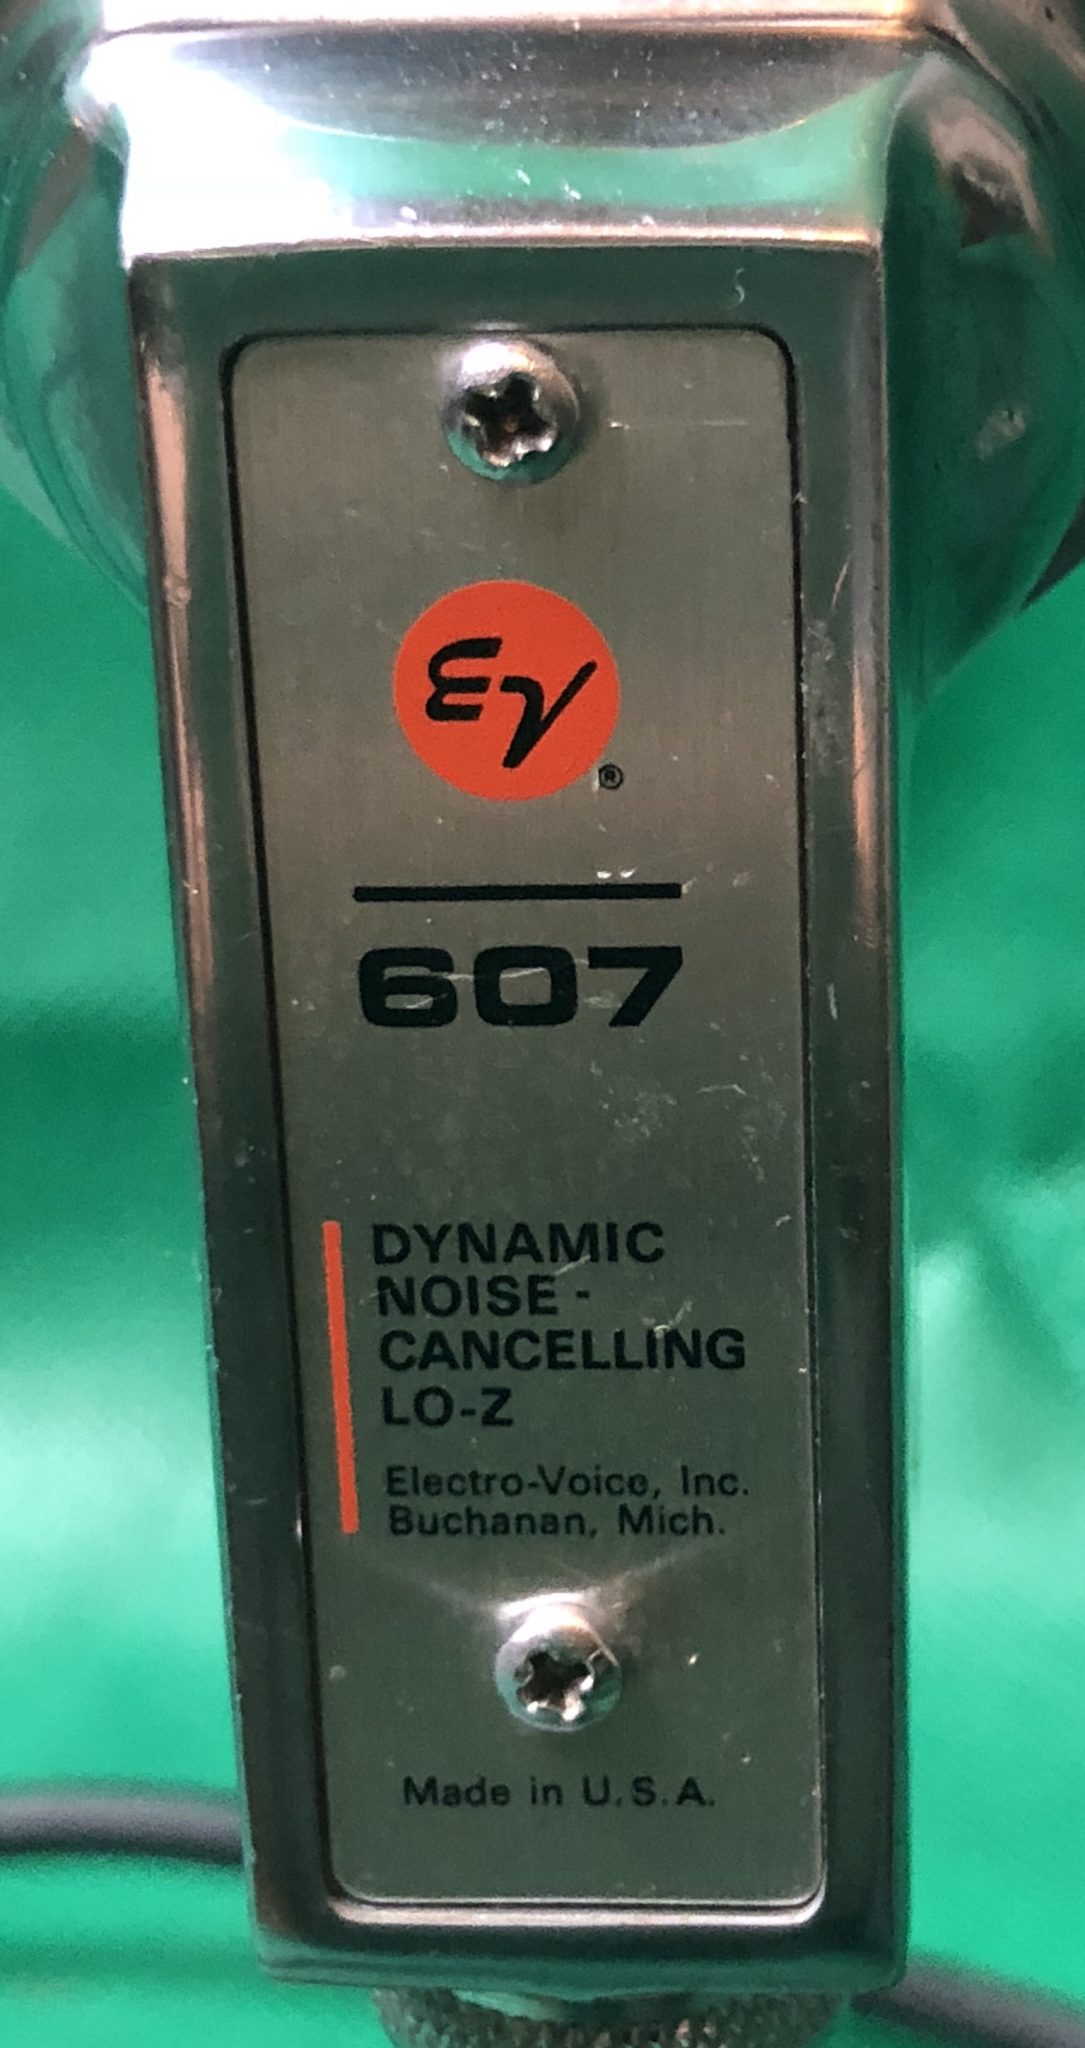 EV
®
607
DYNAMIC
NOISE -
CANCELLING
LO-Z
Electro-Voice, Inc.
Buchanan, Mich.
Made in U.S.A.